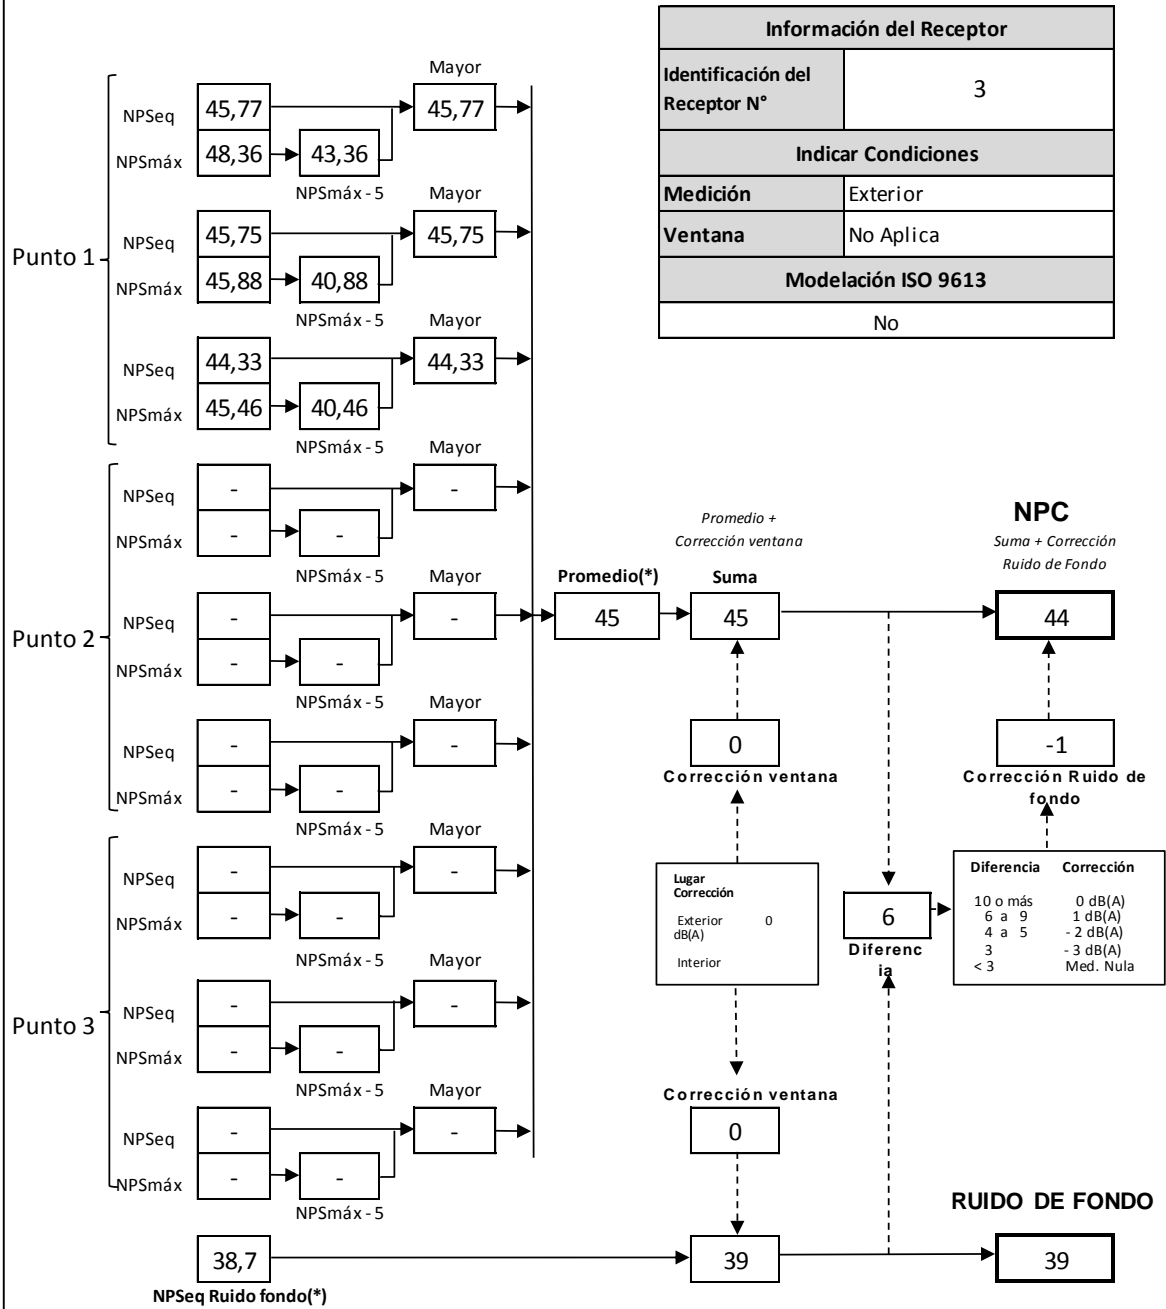 Información del Receptor
Identificación del
Receptor N°
3
Indicar Condiciones
Medición Exterior
Ventana No Aplica
Modelación ISO 9613
No
Punto 1
Mayor
NPSeq 45,77 45,77
NPSmáx 48,36 43,36
NPSmáx - 5
Mayor
NPSeq 45,75 45,75
NPSmáx 45,88 40,88
NPSmáx - 5
Mayor
NPSeq 44,33 44,33
NPSmáx 45,46 40,46
NPSmáx - 5
Punto 2
Mayor
NPSeq - -
NPSmáx - -
NPSmáx - 5
Mayor
NPSeq - -
NPSmáx - -
NPSmáx - 5
Mayor
NPSeq - -
NPSmáx - -
NPSmáx - 5
Punto 3
Mayor
NPSeq - -
NPSmáx - -
NPSmáx - 5
Mayor
NPSeq - -
NPSmáx - -
NPSmáx - 5
Mayor
NPSeq - -
NPSmáx - -
NPSmáx - 5
Promedio(*)
45
Promedio +
Corrección ventana
Suma
45
0
Corrección ventana
NPC
Suma + Corrección
Ruido de Fondo
44
-1
Corrección Ruido de
fondo
Lugar
Corrección
Exterior 0
dB(A)
Interior
6
Diferenc
ia
Diferencia Corrección
10 o más 0 dB(A)
6 a 9 1 dB(A)
4 a 5 - 2 dB(A)
3 - 3 dB(A)
< 3 Med. Nula
Corrección ventana
0
RUIDO DE FONDO
38,7 39 39
NPSeq Ruido fondo(*)